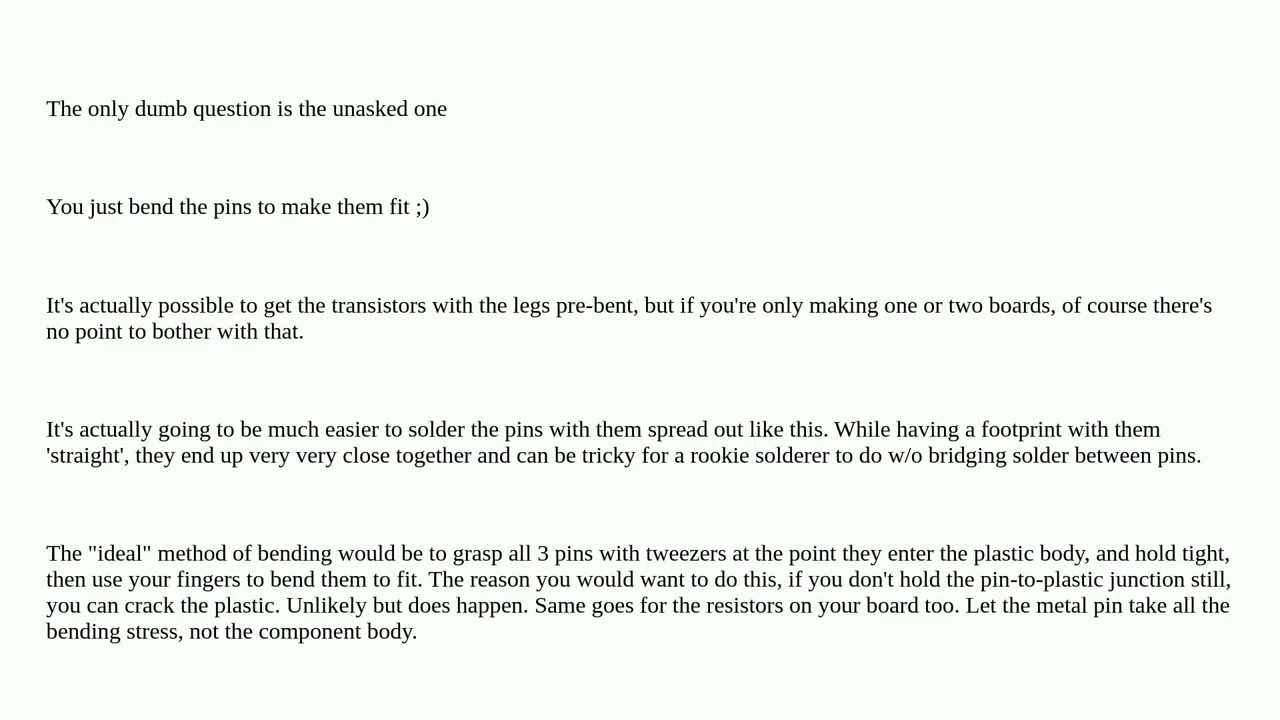 The only dumb question is the unasked one
You just bend the pins to make them fit ;)
It's actually possible to get the transistors with the legs pre-bent, but if you're only making one or two boards, of course there's
no point to bother with that.
It's actually going to be much easier to solder the pins with them spread out like this. While having a footprint with them
'straight', they end up very very close together and can be tricky for a rookie solderer to do w/o bridging solder between pins.
The "ideal" method of bending would be to grasp all 3 pins with tweezers at the point they enter the plastic body, and hold tight,
then use your fingers to bend them to fit. The reason you would want to do this, if you don't hold the pin-to-plastic junction still,
you can crack the plastic. Unlikely but does happen. Same goes for the resistors on your board too. Let the metal pin take all the
bending stress, not the component body.